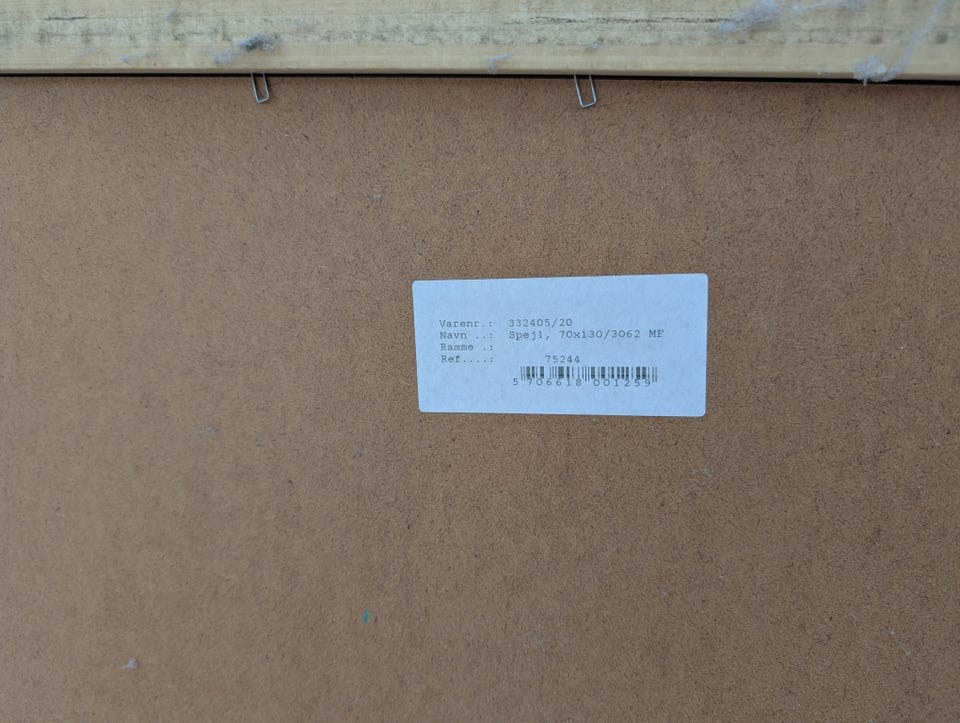 Varenr.: 332405/20
Navn ..: Spejl, 70x130/3062 MF
Ramme .:
Ref....: 75244
5 706618 001259